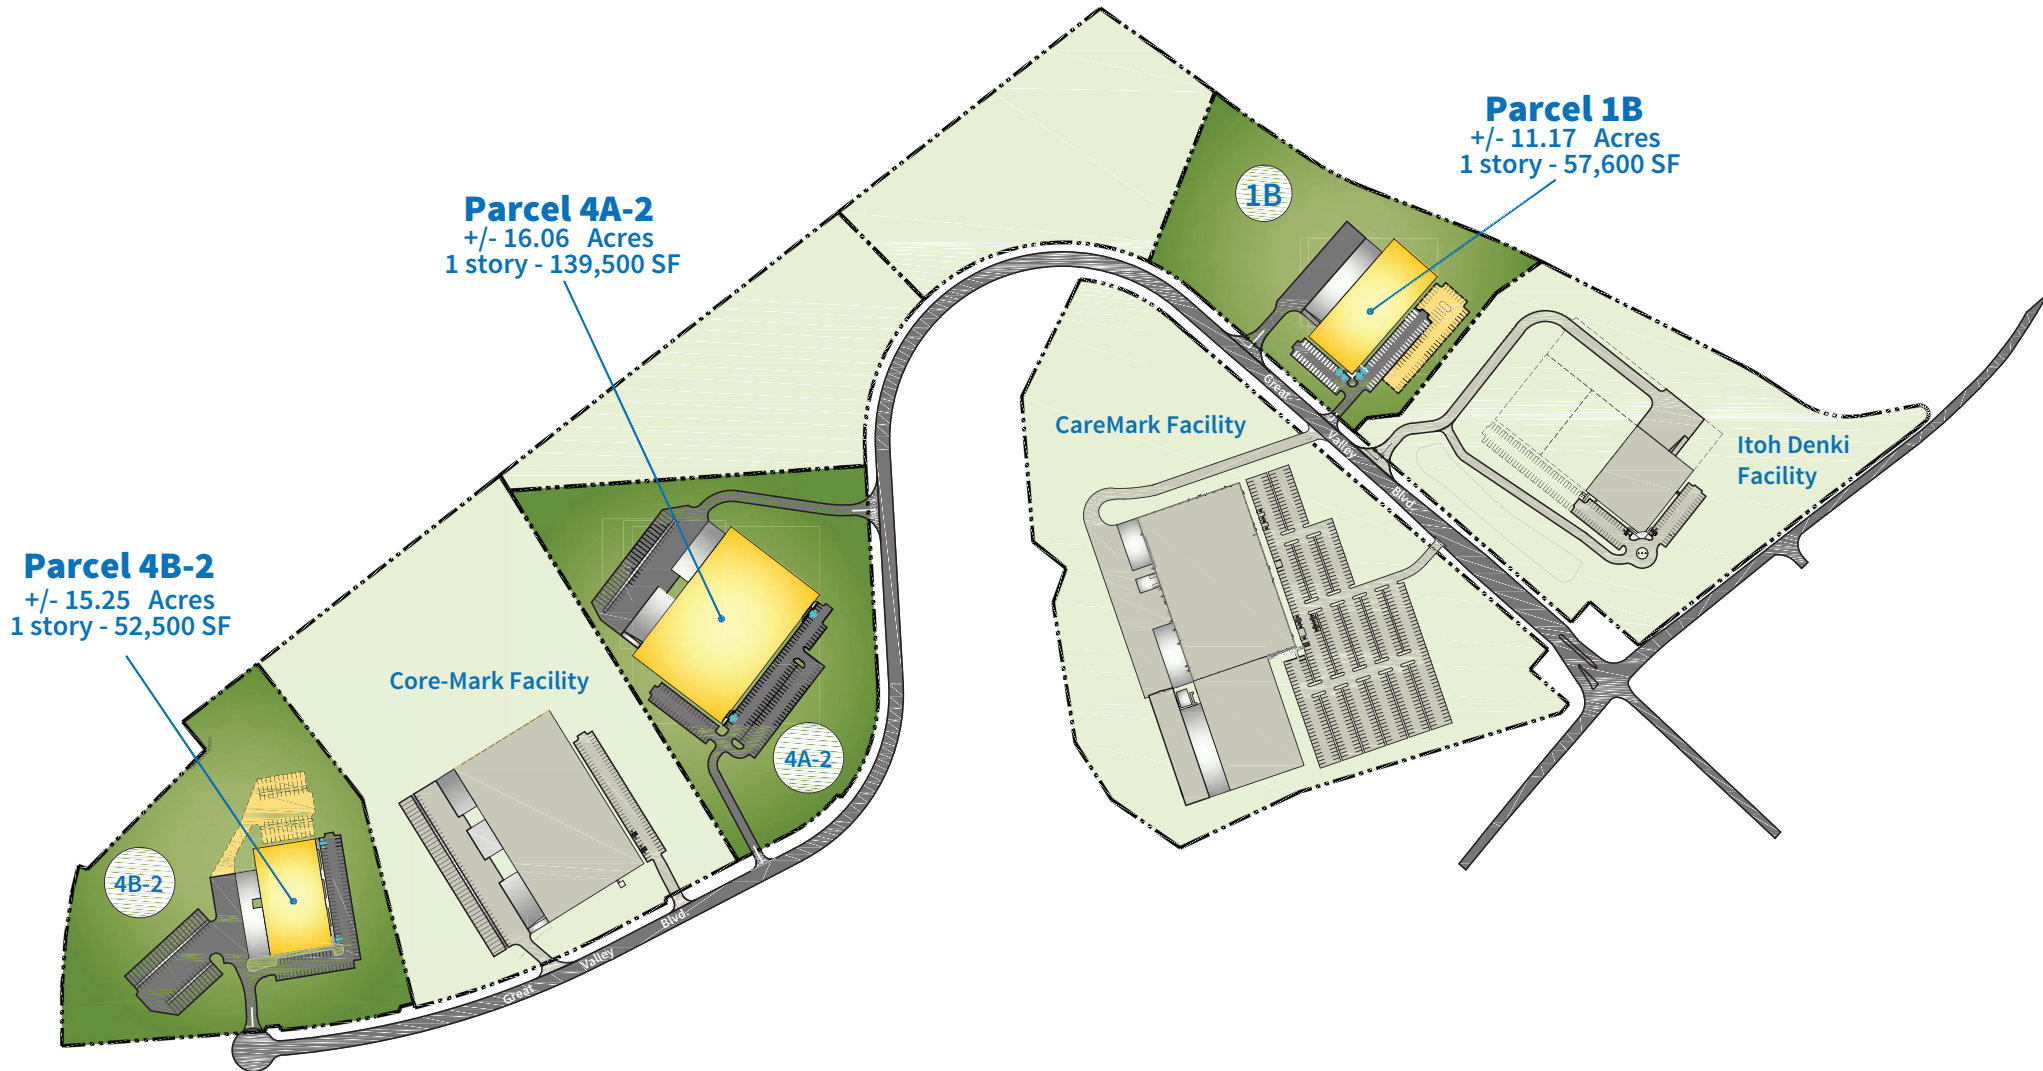 Parcel 1B
+/- 11.17 Acres
1 story - 57,600 SF
1B
Parcel 4A-2
+/- 16.06 Acres
1 story - 139,500 SF
Great
Valley
Blvd.
CareMark Facility
Itoh Denki
Facility
Parcel 4B-2
+/- 15.25 Acres
1 story - 52,500 SF
Core-Mark Facility
4A-2
4B-2
Great
Valley
Blvd.